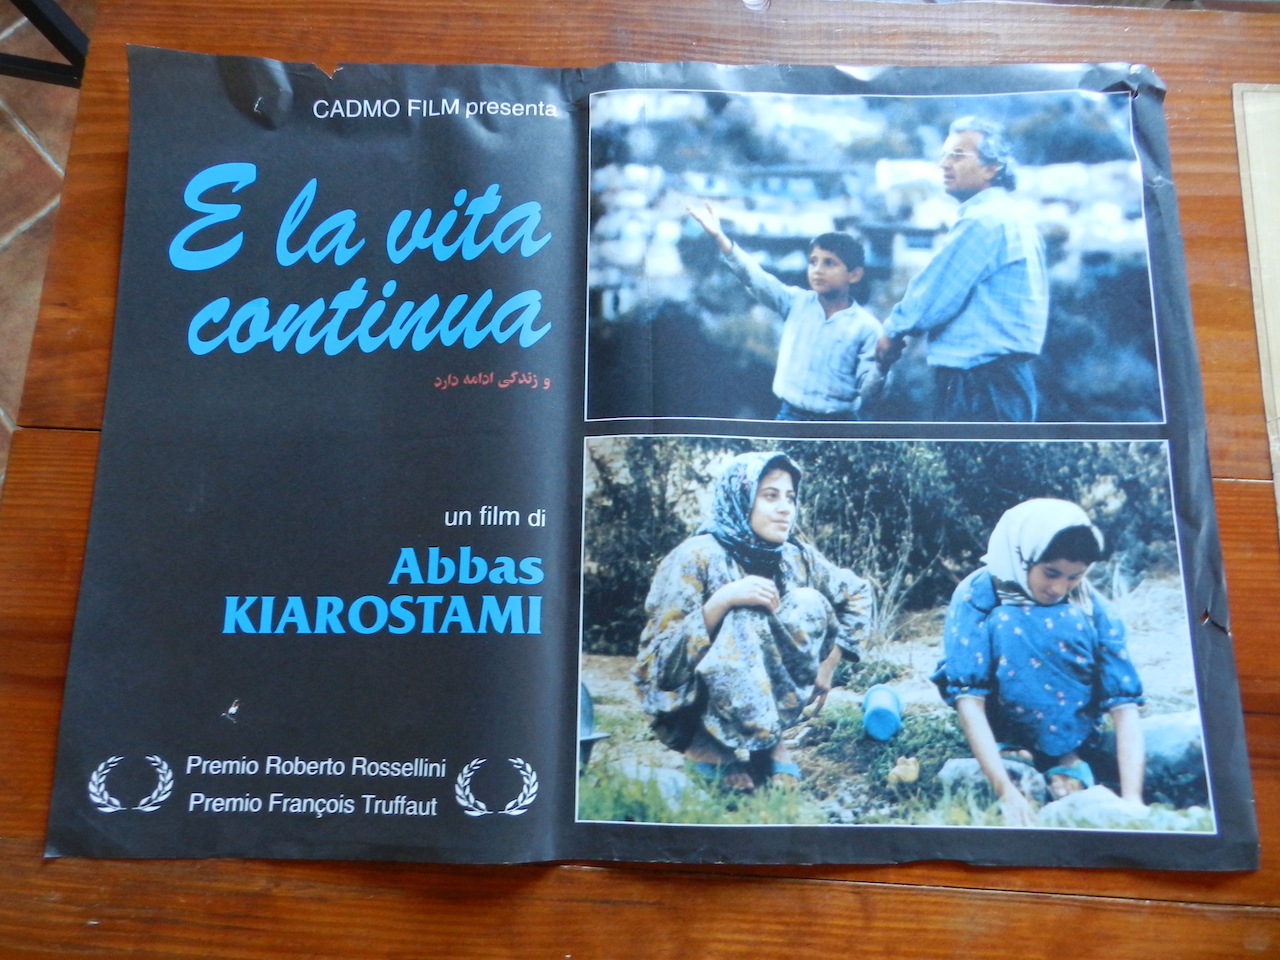 CADMO FILM presenta
E la vita
continua
و زندگی ادامه دارد
un film di
Abbas
KIAROSTAMI
Premio Roberto Rossellini
Premio François Truffaut